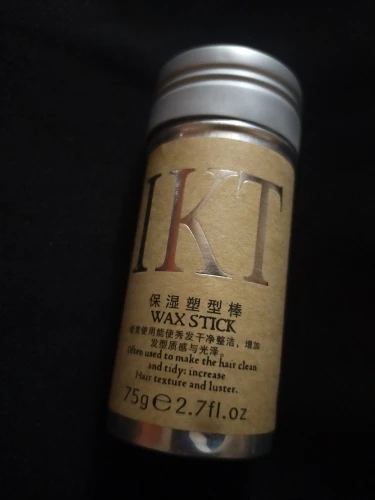 IKT
保湿塑型棒
WAX STICK
经常使用能使秀发干净整洁、增加
发型质感与光泽。
Often used to make the hair clean
and tidy; increase
Hair texture and luster.
75g℮2.7fl.oz